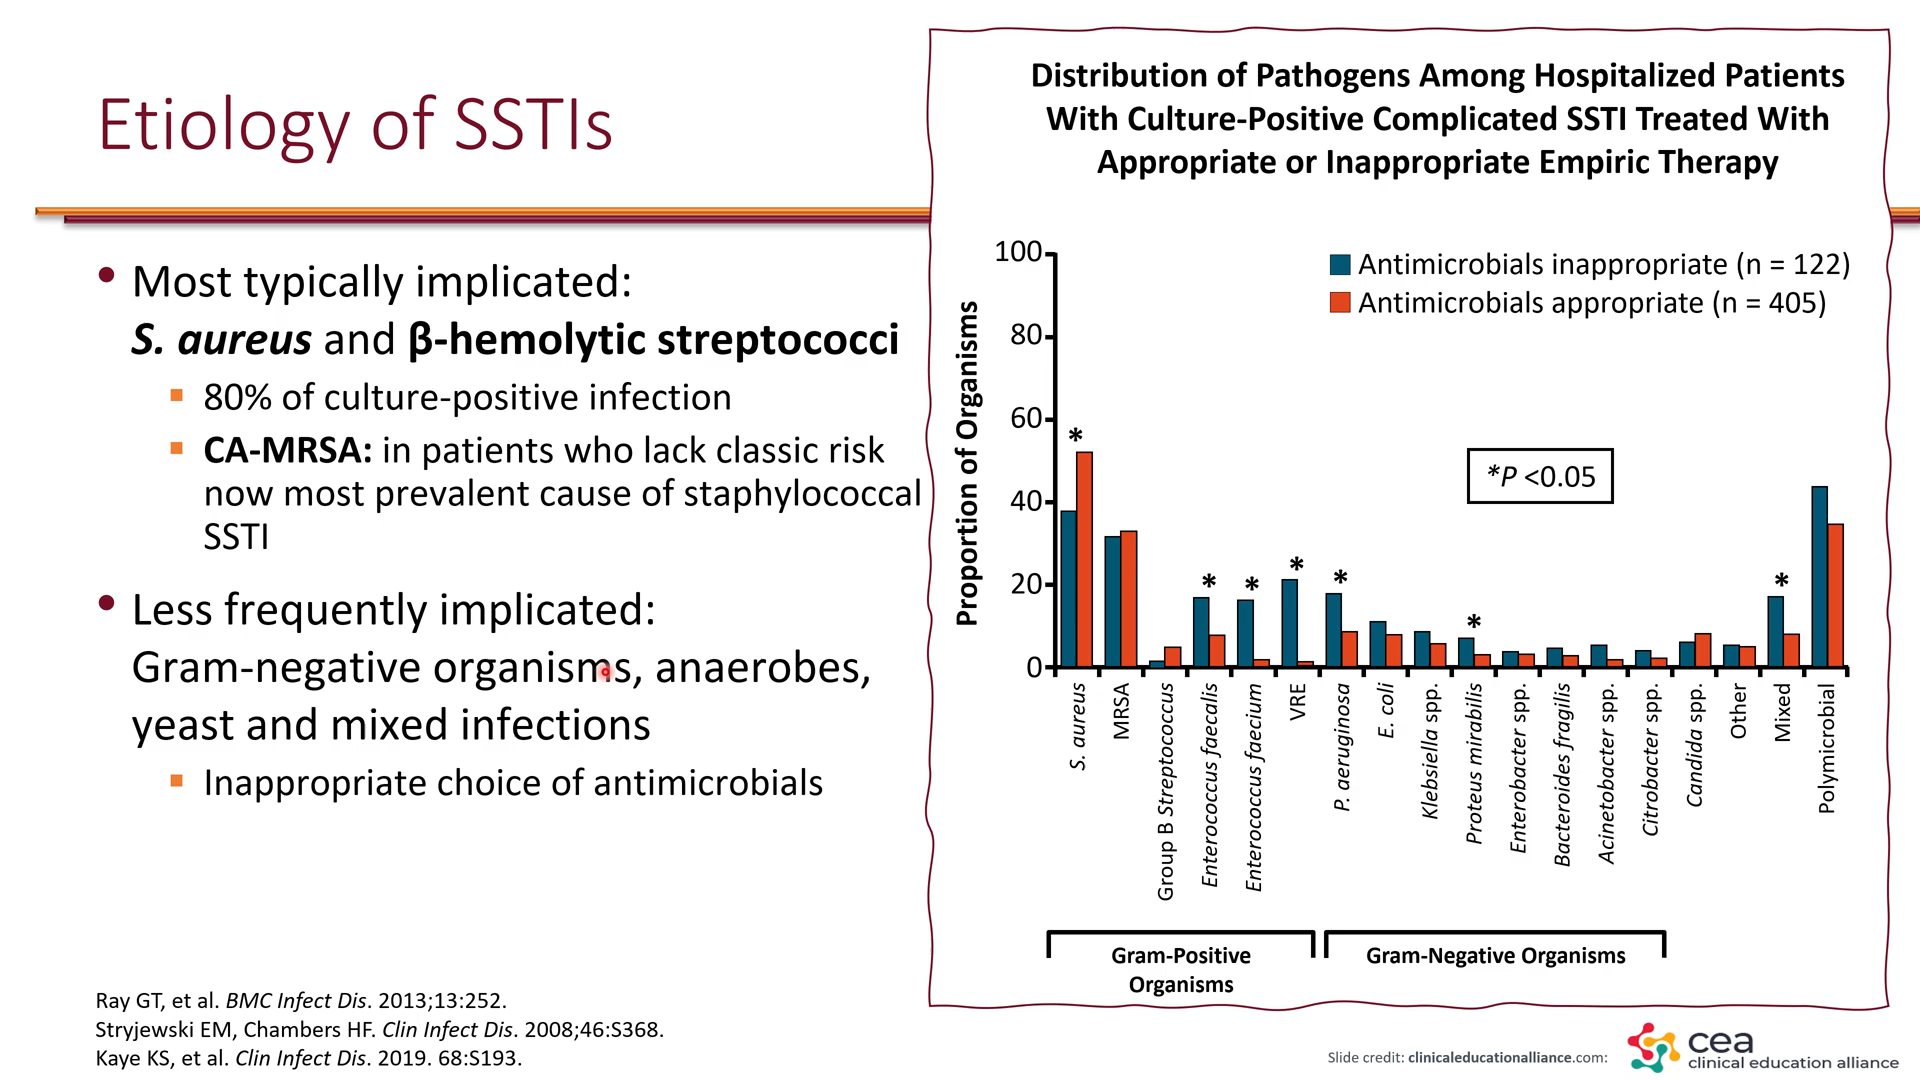 Etiology of SSTIs
• Most typically implicated:
S. aureus and β-hemolytic streptococci
▪ 80% of culture-positive infection
▪ CA-MRSA: in patients who lack classic risk
now most prevalent cause of staphylococcal
SSTI
• Less frequently implicated:
Gram-negative organisms, anaerobes,
yeast and mixed infections
▪ Inappropriate choice of antimicrobials
Ray GT, et al. BMC Infect Dis. 2013;13:252.
Stryjewski EM, Chambers HF. Clin Infect Dis. 2008;46:S368.
Kaye KS, et al. Clin Infect Dis. 2019. 68:S193.
Distribution of Pathogens Among Hospitalized Patients
With Culture-Positive Complicated SSTI Treated With
Appropriate or Inappropriate Empiric Therapy
Antimicrobials inappropriate (n = 122)
Antimicrobials appropriate (n = 405)
Proportion of Organisms
100
80
60
40
20
0
*
*
*
*
*
*
*
*P <0.05
S. aureus
MRSA
Group B Streptococcus
Enterococcus faecalis
Enterococcus faecium
VRE
P. aeruginosa
E. coli
Klebsiella spp.
Proteus mirabilis
Enterobacter spp.
Bacteroides fragilis
Acinetobacter spp.
Citrobacter spp.
Candida spp.
Other
Mixed
Polymicrobial
Gram-Positive
Organisms
Gram-Negative Organisms
Slide credit: clinicaleducationalliance.com:
cea
clinical education alliance